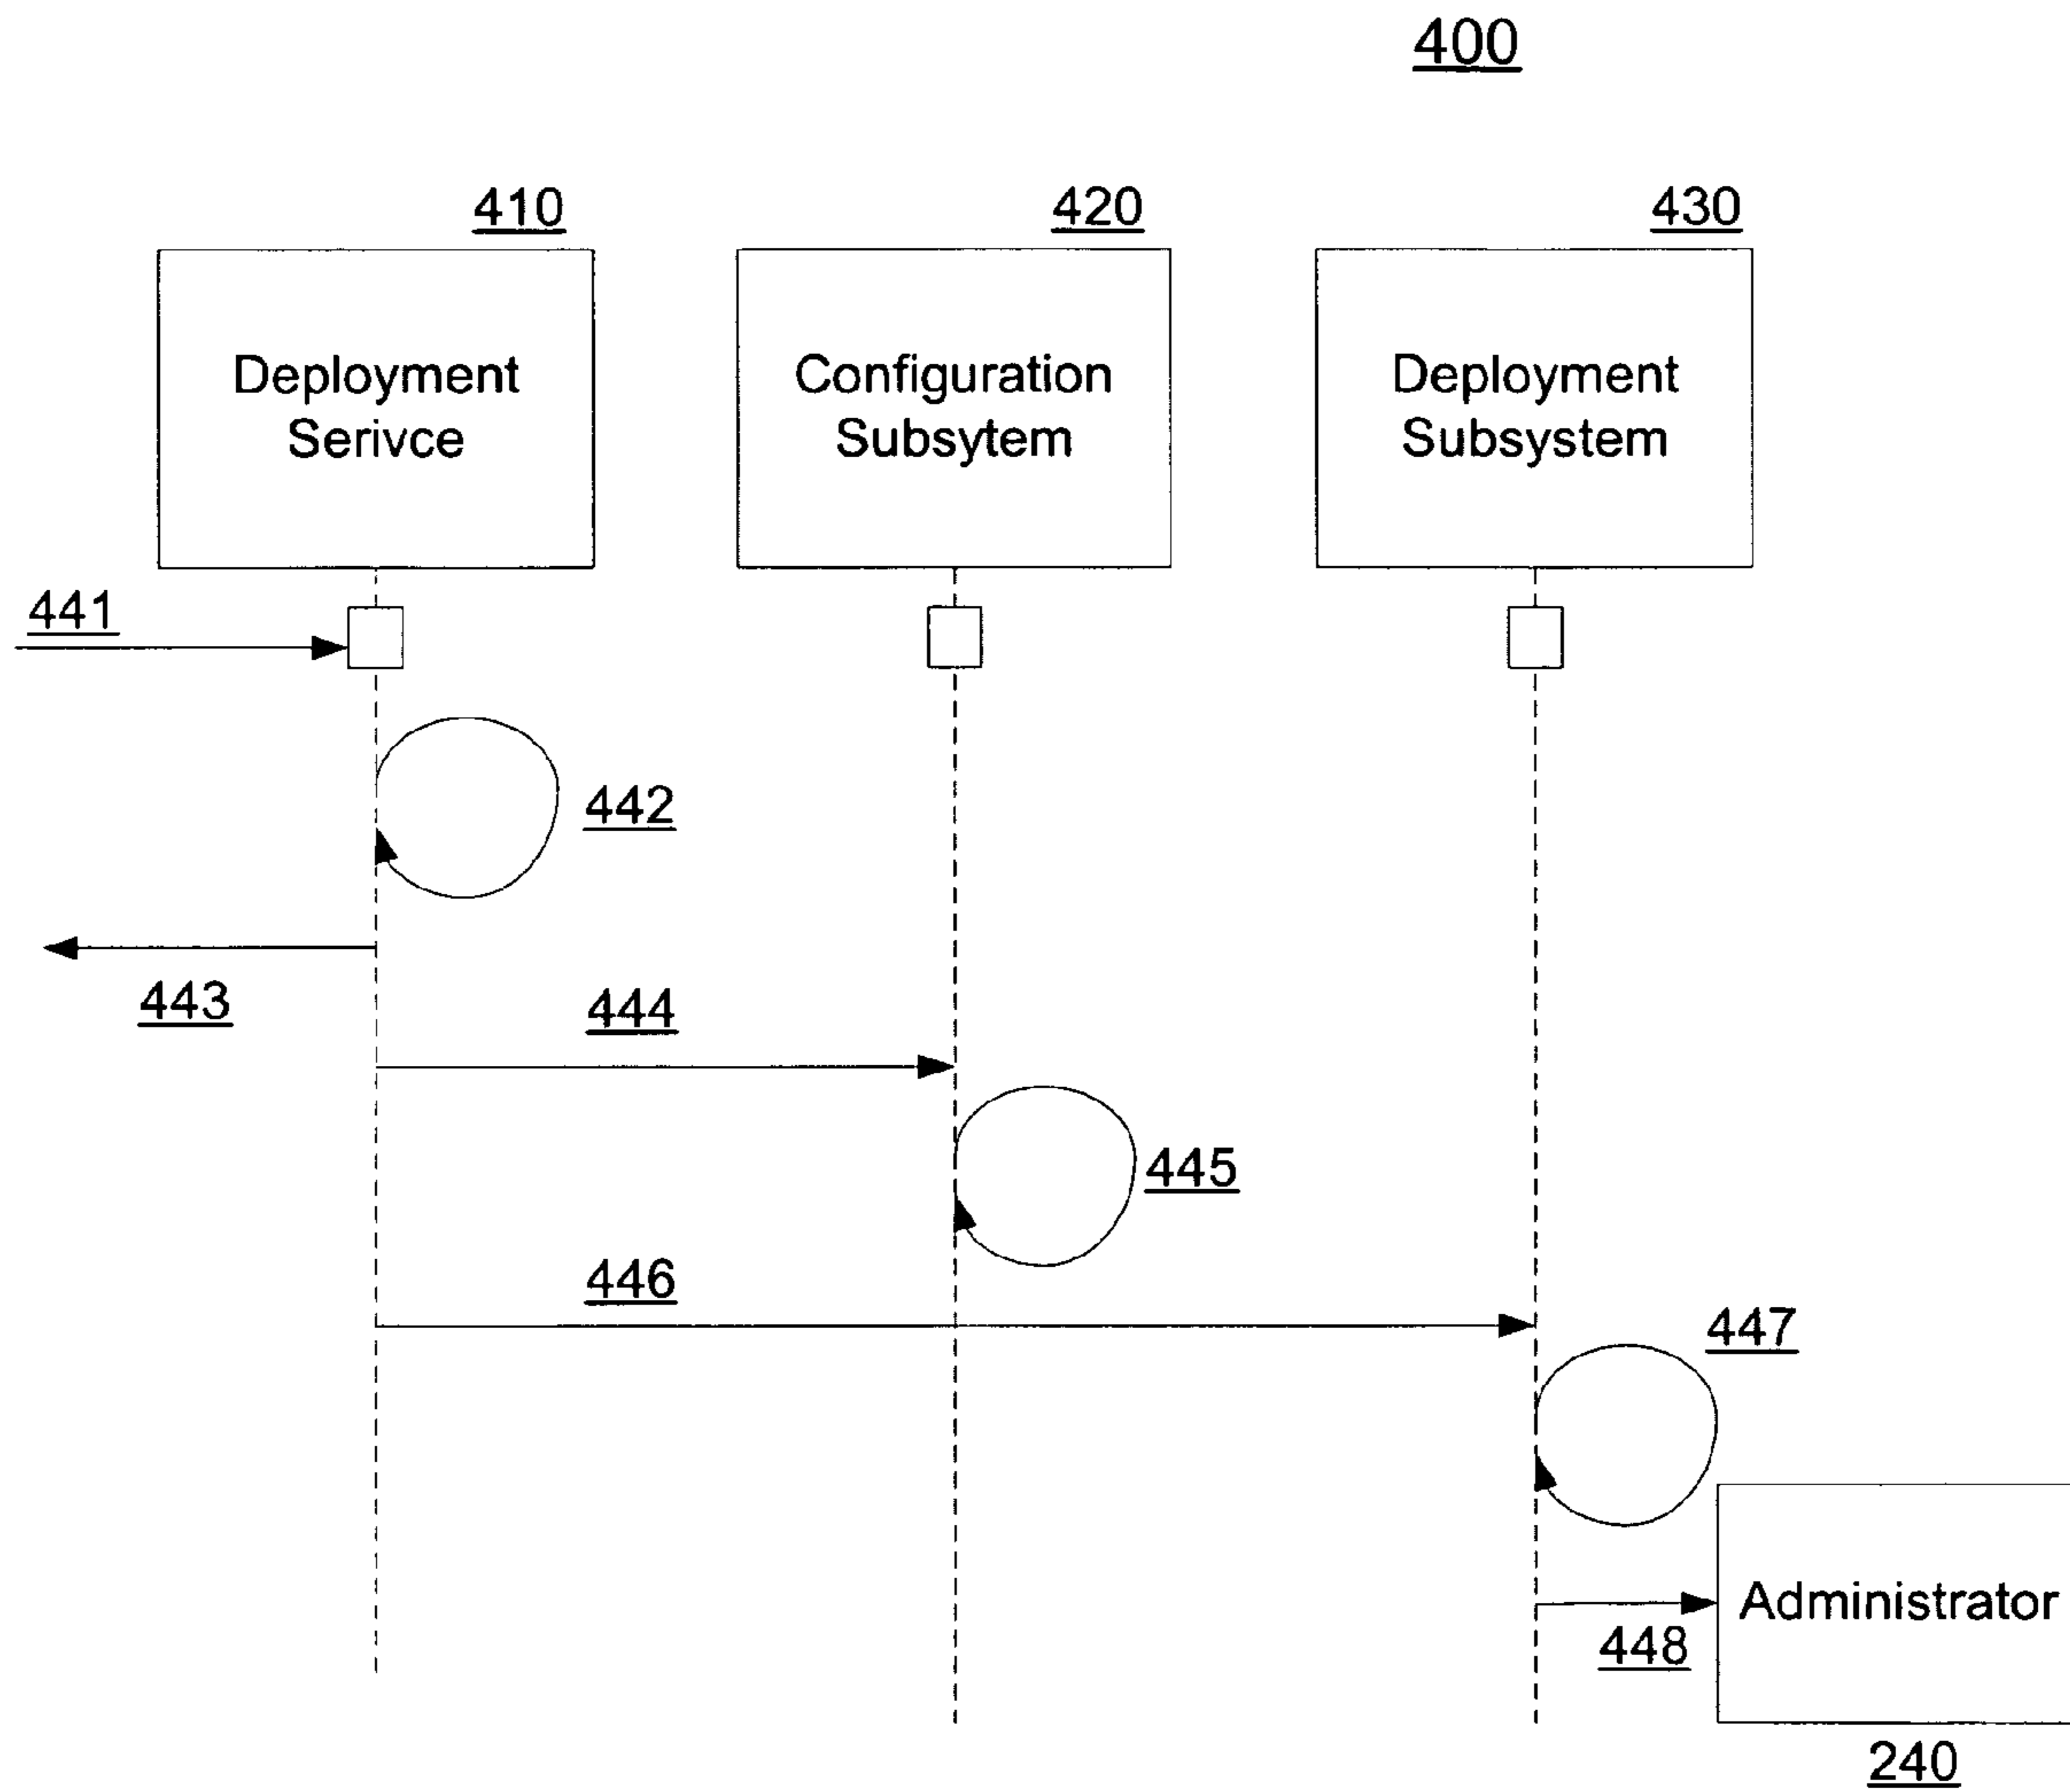 400
410
420
430
Deployment
Serivce
Configuration
Subsytem
Deployment
Subsystem
441
442
443
444
445
446
447
Administrator
448
240